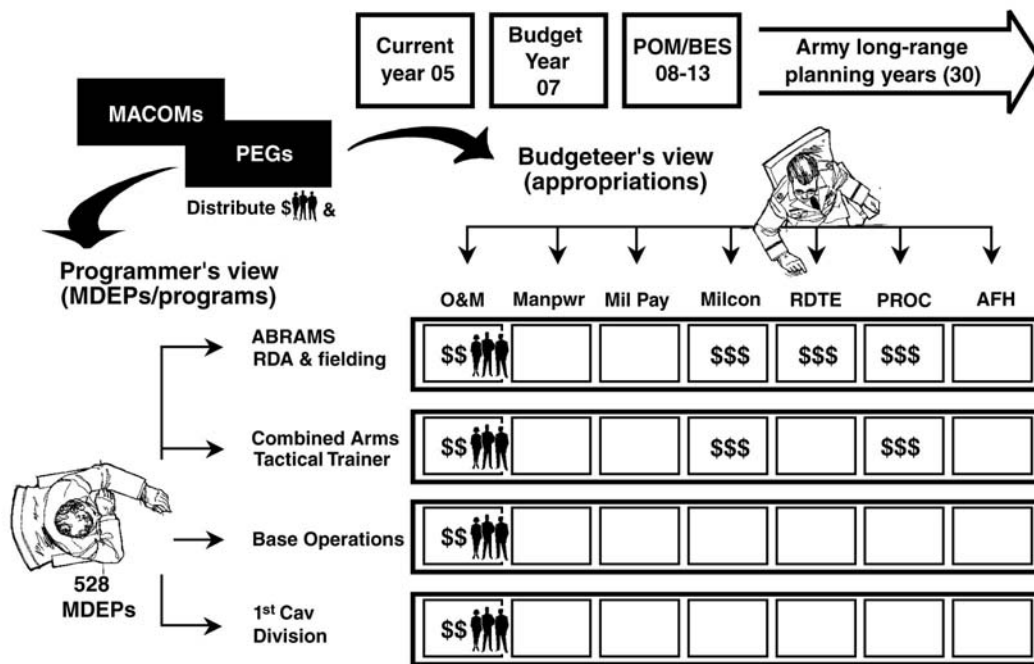 Current
year 05
Budget
Year
07
POM/BES
08-13
Army long-range
planning years (30)
MACOMs
PEGs
Distribute $ &
Budgeteer's view
(appropriations)
Programmer's view
(MDEPs/programs)
O&M Manpwr Mil Pay Milcon RDTE PROC AFH
ABRAMS
RDA & fielding
$$ $$$ $$$ $$$
Combined Arms
Tactical Trainer
$$ $$$ $$$
Base Operations
$$
1st Cav
Division
$$
528
MDEPs